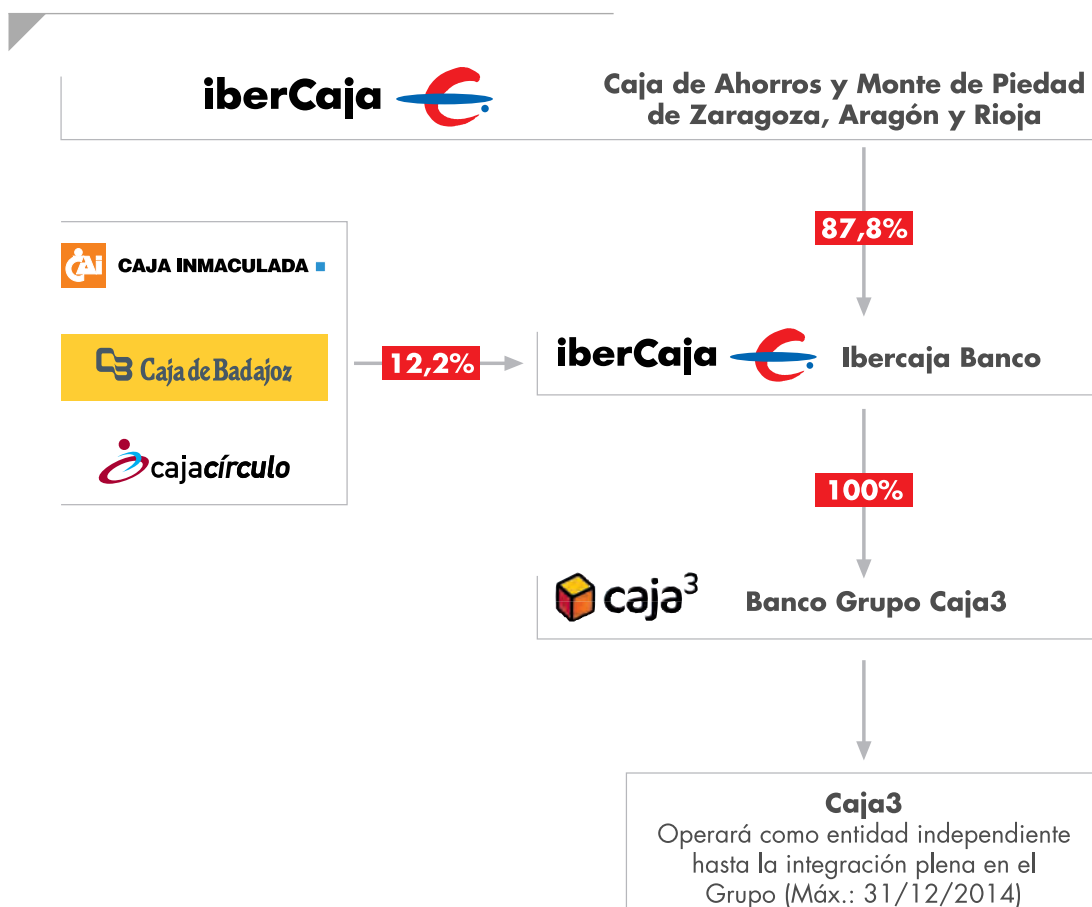 iberCaja
Caja de Ahorros y Monte de Piedad
de Zaragoza, Aragón y Rioja
87,8%
CAi CAJA INMACULADA
Caja de Badajoz
cajacírculo
12,2%
iberCaja Ibercaja Banco
100%
caja³ Banco Grupo Caja3
Caja3
Operará como entidad independiente
hasta la integración plena en el
Grupo (Máx.: 31/12/2014)